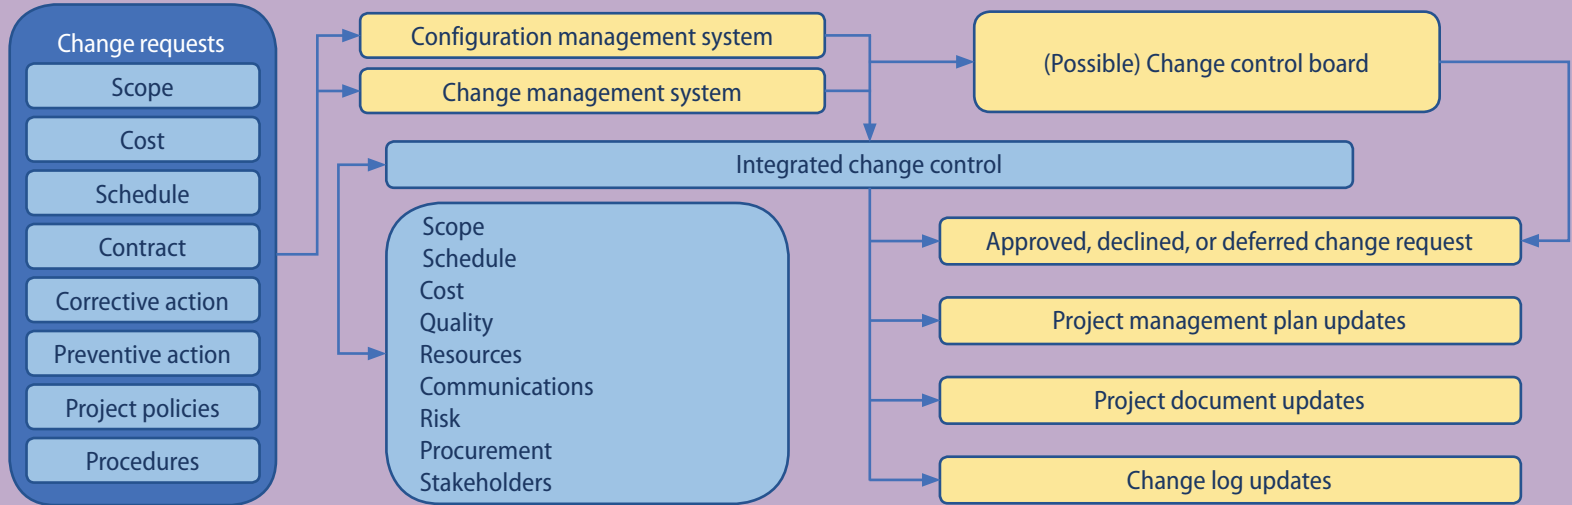 Change requests
Scope
Cost
Schedule
Contract
Corrective action
Preventive action
Project policies
Procedures
Configuration management system
Change management system
(Possible) Change control board
Integrated change control
Scope
Schedule
Cost
Quality
Resources
Communications
Risk
Procurement
Stakeholders
Approved, declined, or deferred change request
Project management plan updates
Project document updates
Change log updates